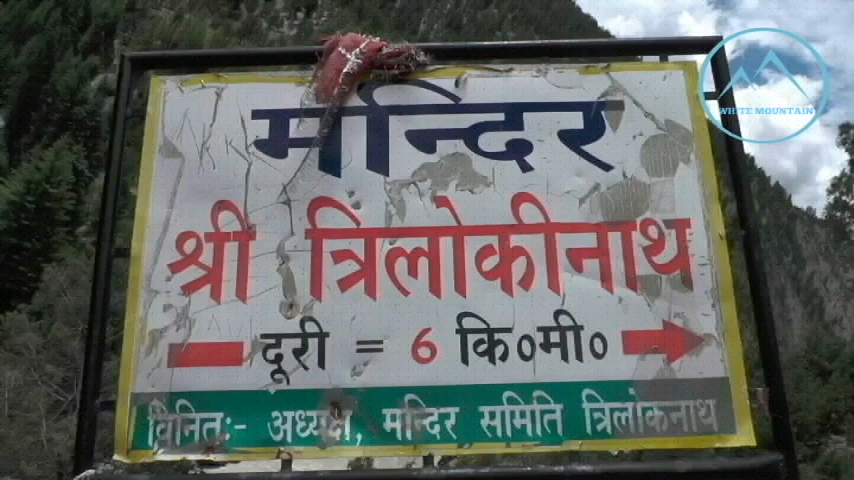 WHITE MOUNTAIN
मन्दिर
श्री त्रिलोकीनाथ
दूरी = 6 कि०मी०
विनितः- अध्यक्ष, मन्दिर समिति त्रिलोकनाथ